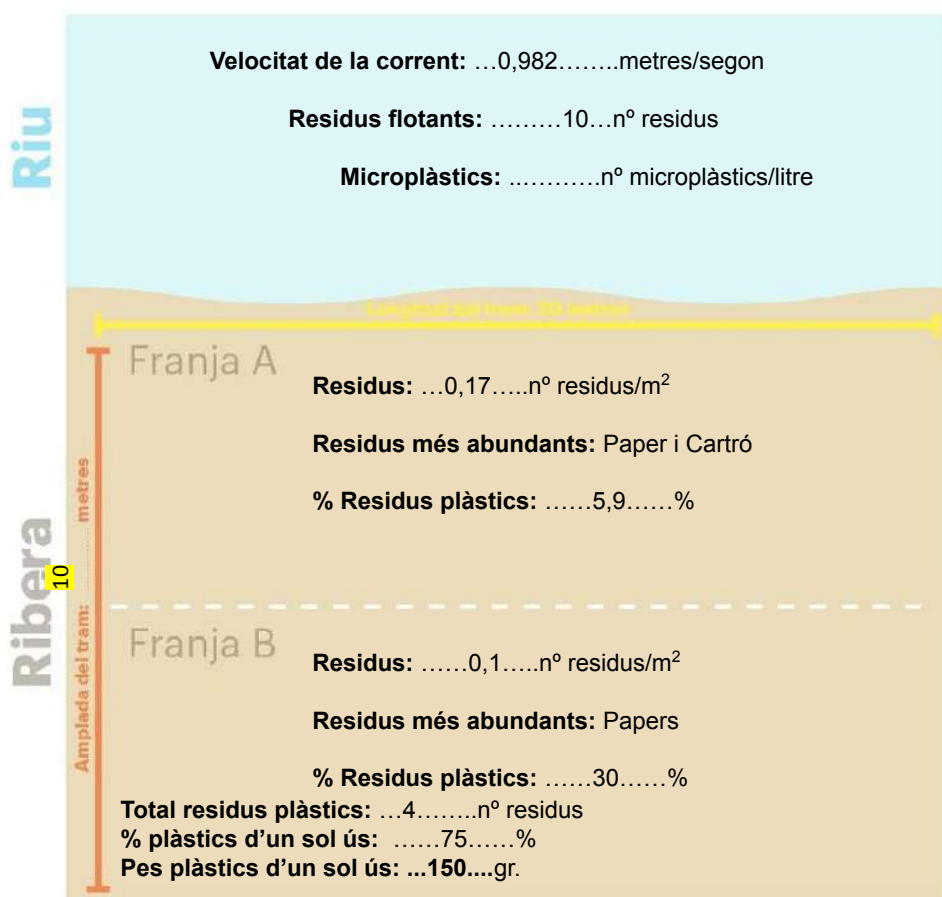 Riu
Velocitat de la corrent: …0,982……..metres/segon
Residus flotants: ………10…nº residus
Microplàstics: ..……….nº microplàstics/litre
Ribera
Amplada del tram: ............ metres
10
Franja A
Residus: …0,17…..nº residus/m²
Residus més abundants: Paper i Cartró
% Residus plàstics: ……5,9……%
Franja B
Residus: ……0,1…..nº residus/m²
Residus més abundants: Papers
% Residus plàstics: ……30……%
Total residus plàstics: …4……..nº residus
% plàstics d’un sol ús: ……75……%
Pes plàstics d’un sol ús: ...150....gr.